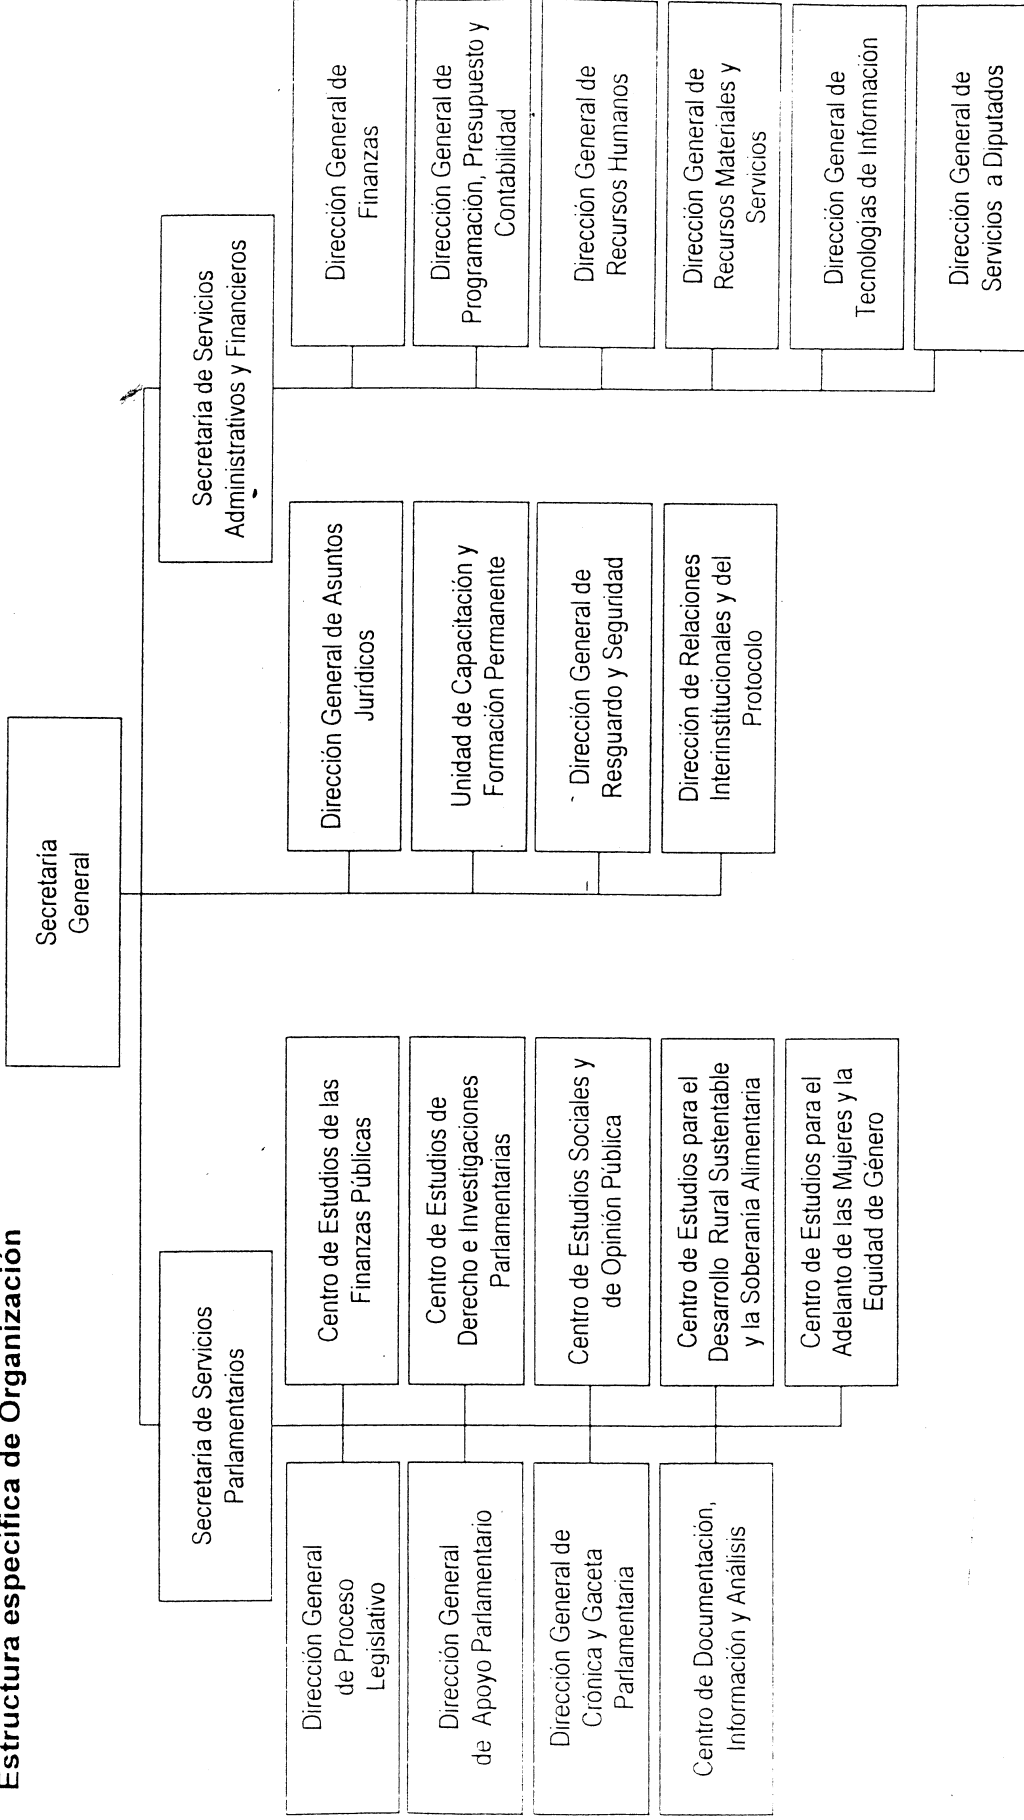 Estructura específica de Organización
Secretaría
General
Secretaría de Servicios
Parlamentarios
Secretaría de Servicios
Administrativos y Financieros
Dirección General
de Proceso
Legislativo
Dirección General
de Apoyo Parlamentario
Dirección General de
Crónica y Gaceta
Parlamentaria
Centro de Documentación,
Información y Análisis
Centro de Estudios de las
Finanzas Públicas
Centro de Estudios de
Derecho e Investigaciones
Parlamentarias
Centro de Estudios Sociales y
de Opinión Pública
Centro de Estudios para el
Desarrollo Rural Sustentable
y la Soberanía Alimentaria
Centro de Estudios para el
Adelanto de las Mujeres y la
Equidad de Género
Dirección General de Asuntos
Jurídicos
Unidad de Capacitación y
Formación Permanente
Dirección General de
Resguardo y Seguridad
Dirección de Relaciones
Interinstitucionales y del
Protocolo
Dirección General de
Finanzas
Dirección General de
Programación, Presupuesto y
Contabilidad
Dirección General de
Recursos Humanos
Dirección General de
Recursos Materiales y
Servicios
Dirección General de
Tecnologías de Información
Dirección General de
Servicios a Diputados